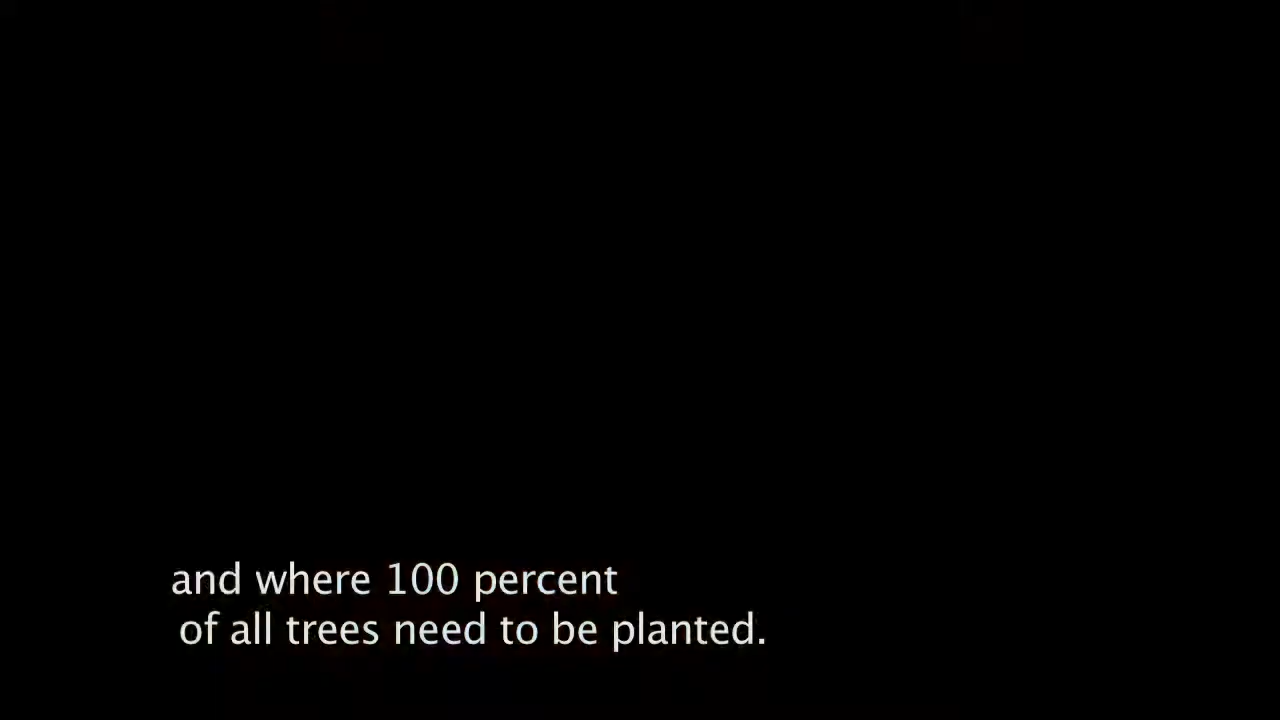 and where 100 percent
of all trees need to be planted.